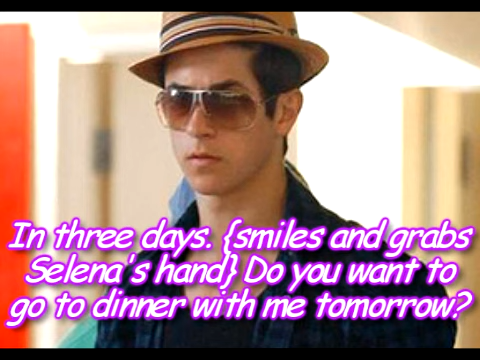 In three days. {smiles and grabs
Selena's hand} Do you want to
go to dinner with me tomorrow?